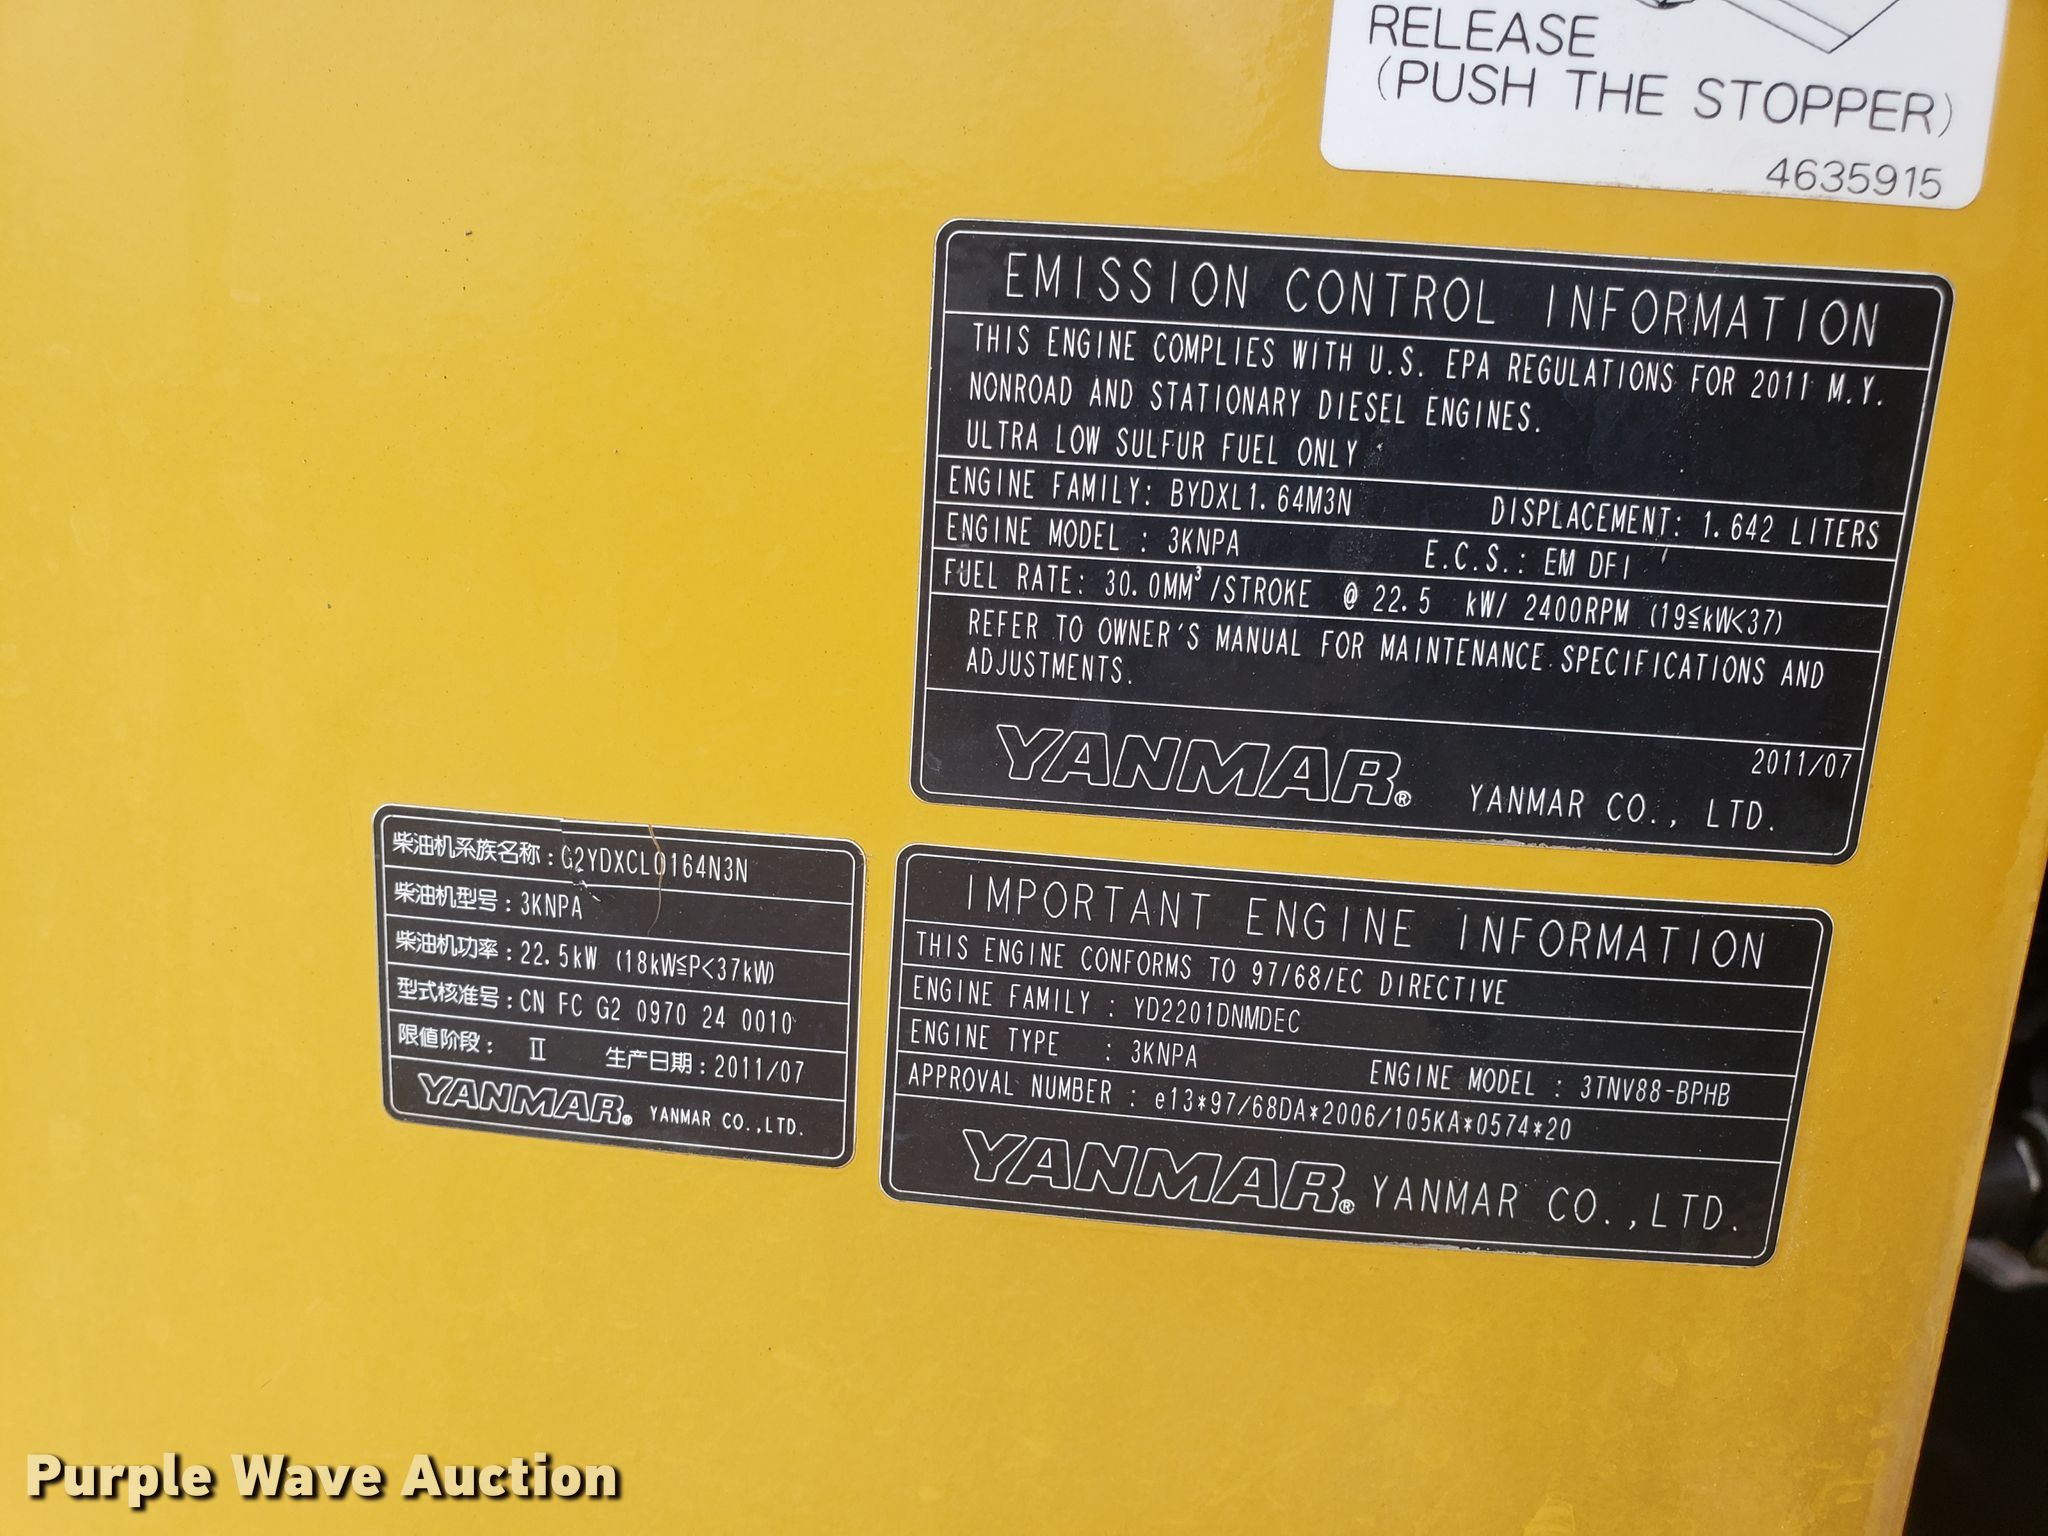 RELEASE
(PUSH THE STOPPER)
4635915
EMISSION CONTROL INFORMATION
THIS ENGINE COMPLIES WITH U.S. EPA REGULATIONS FOR 2011 M.Y.
NONROAD AND STATIONARY DIESEL ENGINES.
ULTRA LOW SULFUR FUEL ONLY
ENGINE FAMILY: BYDXL1.64M3N DISPLACEMENT: 1.642 LITERS
ENGINE MODEL : 3KNPA E.C.S.: EM DFI
FUEL RATE: 30.0MM³/STROKE @ 22.5 kW/ 2400RPM (19≦kW<37)
REFER TO OWNER'S MANUAL FOR MAINTENANCE SPECIFICATIONS AND
ADJUSTMENTS.
2011/07
YANMAR® YANMAR CO., LTD.
柴油机系族名称:G2YDXCL0164N3N
柴油机型号:3KNPA
柴油机功率:22.5kW (18kW≦P<37kW)
型式核准号:CN FC G2 0970 24 0010
限值阶段: Ⅱ 生产日期:2011/07
YANMAR® YANMAR CO.,LTD.
IMPORTANT ENGINE INFORMATION
THIS ENGINE CONFORMS TO 97/68/EC DIRECTIVE
ENGINE FAMILY : YD2201DNMDEC
ENGINE TYPE : 3KNPA ENGINE MODEL : 3TNV88-BPHB
APPROVAL NUMBER : e13*97/68DA*2006/105KA*0574*20
YANMAR® YANMAR CO.,LTD.
Purple Wave Auction